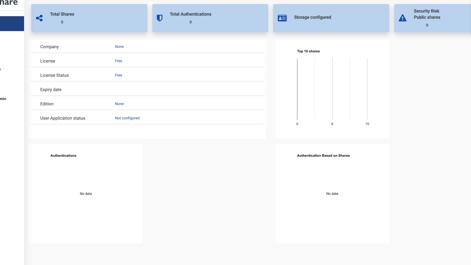 hare
Total Shares
0
Total Authentications
0
Storage configured
Security Risk
Public shares
0
Company None
License Free
License Status Free
Expiry date
Edition None
User Application status Not configured
Top 10 shares
0 10
Authentications
No data
Authentication Based on Shares
No data